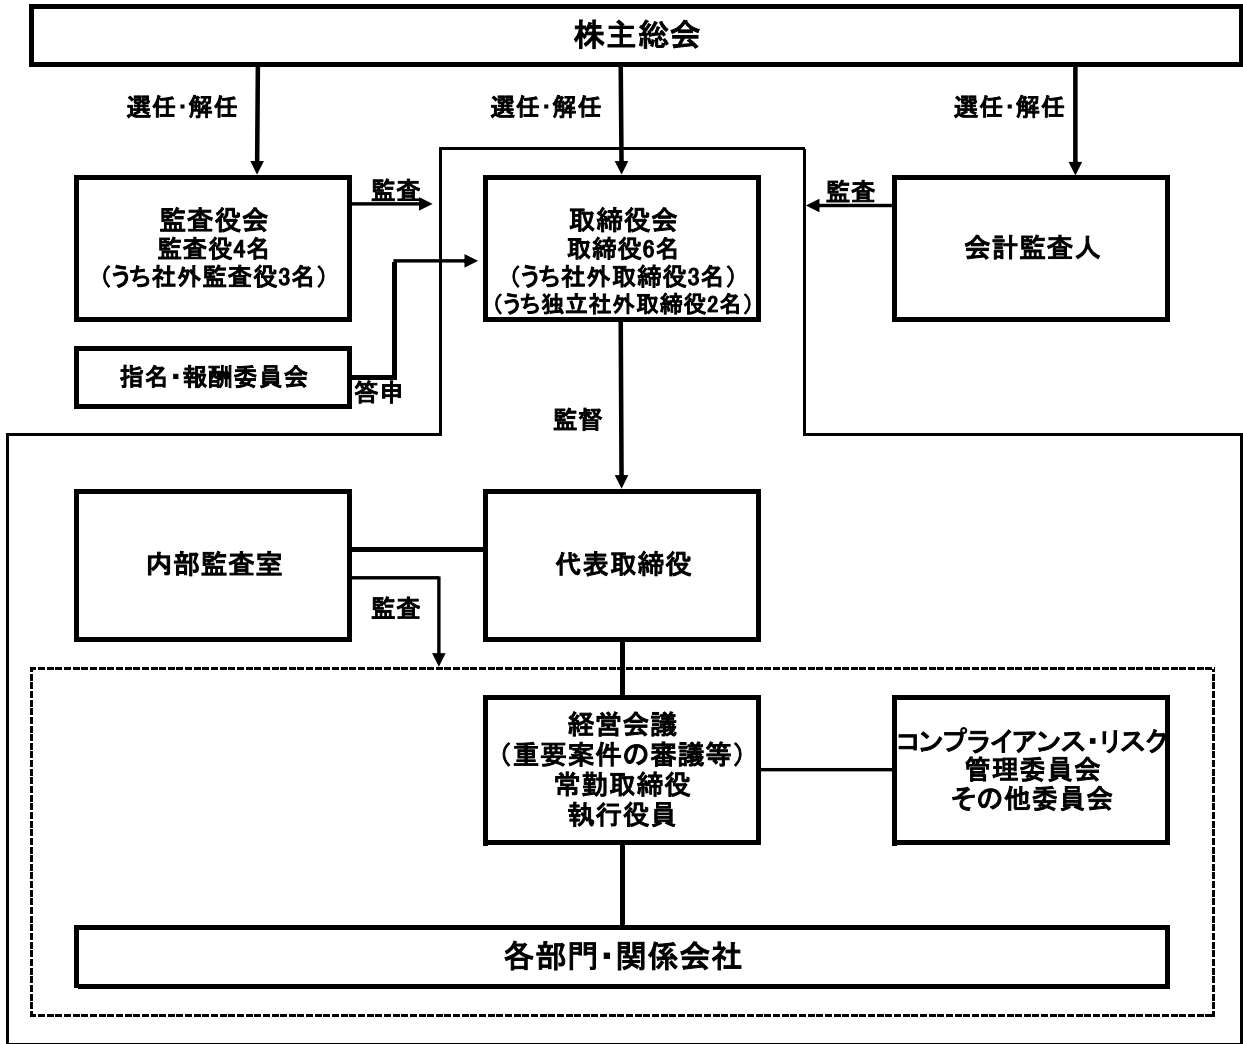 株主総会
選任・解任
選任・解任
選任・解任
監査役会
監査役4名
（うち社外監査役3名）
監査
取締役会
取締役6名
（うち社外取締役3名）
（うち独立社外取締役2名）
監査
会計監査人
指名・報酬委員会
答申
監督
内部監査室
代表取締役
監査
経営会議
（重要案件の審議等）
常勤取締役
執行役員
コンプライアンス・リスク
管理委員会
その他委員会
各部門・関係会社